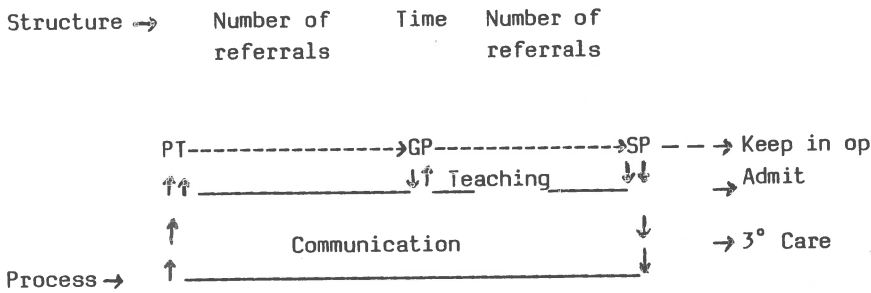 Structure → Number of Time Number of
referrals referrals
PT------------------→GP---------------→SP – – → Keep in op
↑↑ ↓↑ Teaching ↓↓ → Admit
↑ Communication ↓ → 3° Care
Process → ↑ ↓